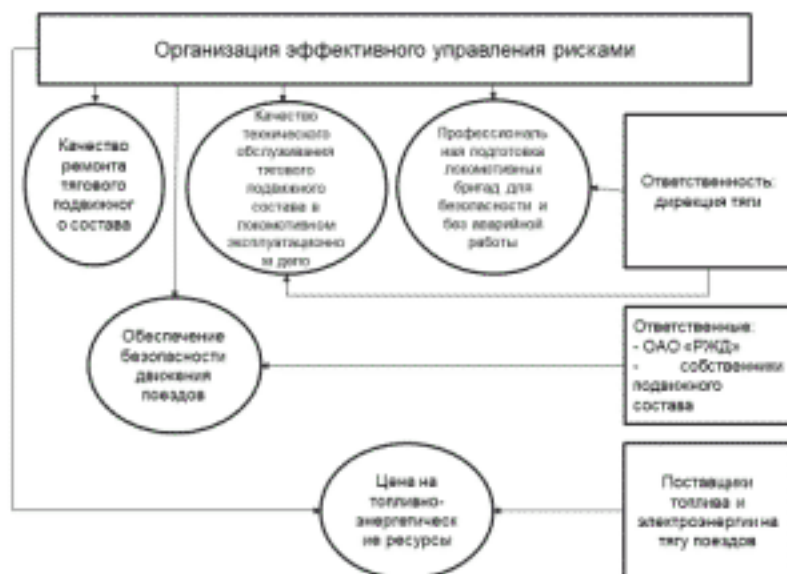 Организация эффективного управления рисками
Качество
ремонта
тягового
подвижног
о состава
Качество
технического
обслуживания
тягового
подвижного
состава в
локомотивном
эксплуатационно
м депо
Профессиональ
ная подготовка
локомотивных
бригад для
безопасности и
без аварийной
работы
Ответственность:
дирекция тяги
Обеспечение
безопасности
движения
поездов
Ответственные:
- ОАО «РЖД»
- собственники
подвижного
состава
Цена на
топливно-
энергетическ
ие ресурсы
Поставщики
топлива и
электроэнергии на
тягу поездов